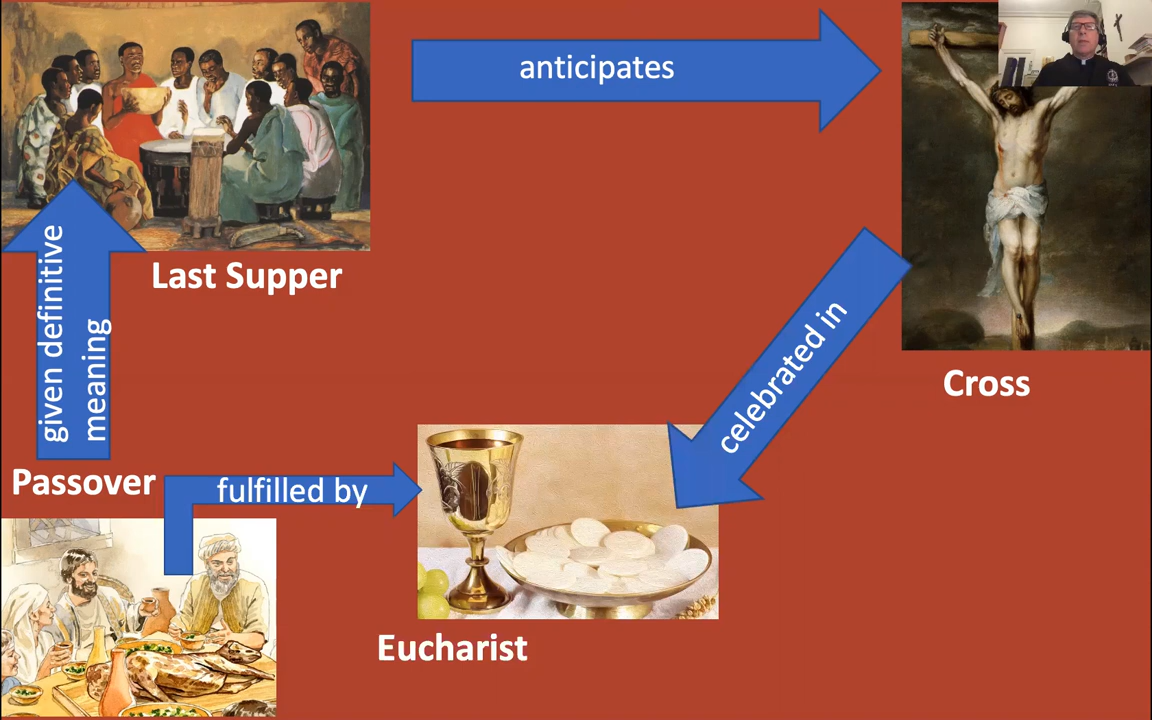 anticipates
Last Supper
given definitive
meaning
celebrated in
Cross
Passover
fulfilled by
Eucharist